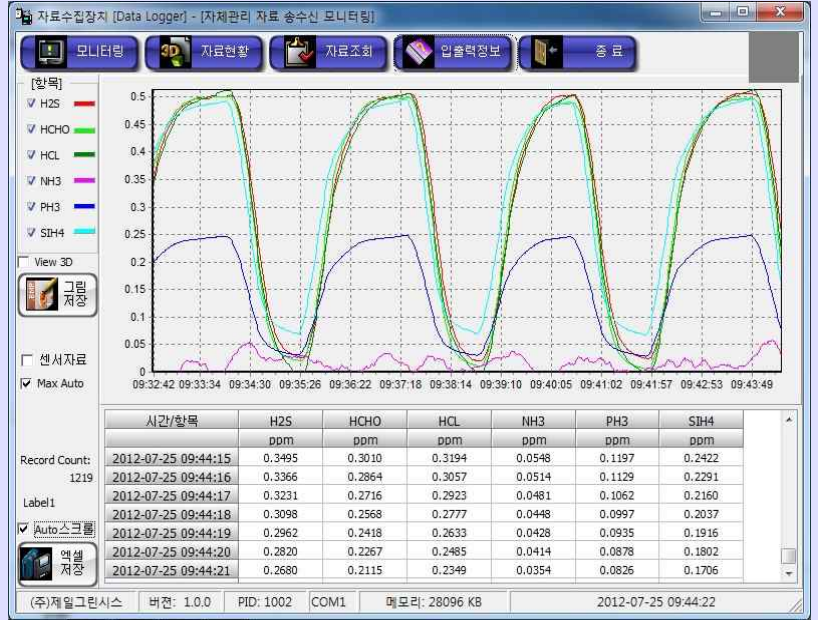 자료수집장치 [Data Logger] - [자체관리 자료 송수신 모니터링]
모니터링 자료현황 자료조회 입출력정보 종 료
[항목]
H2S
HCHO
HCL
NH3
PH3
SIH4
View 3D
그림
저장
센서자료
Max Auto
Record Count:
1219
Label1
Auto스크롤
엑셀
저장
0.5
0.45
0.4
0.35
0.3
0.25
0.2
0.15
0.1
0.05
0
09:32:42 09:33:34 09:34:30 09:35:26 09:36:22 09:37:18 09:38:14 09:39:10 09:40:05 09:41:02 09:41:57 09:42:53 09:43:49
시간/항목 H2S HCHO HCL NH3 PH3 SIH4
ppm ppm ppm ppm ppm ppm
2012-07-25 09:44:15 0.3495 0.3010 0.3194 0.0548 0.1197 0.2422
2012-07-25 09:44:16 0.3366 0.2864 0.3057 0.0514 0.1129 0.2291
2012-07-25 09:44:17 0.3231 0.2716 0.2923 0.0481 0.1062 0.2160
2012-07-25 09:44:18 0.3098 0.2568 0.2777 0.0448 0.0997 0.2037
2012-07-25 09:44:19 0.2962 0.2418 0.2633 0.0428 0.0935 0.1916
2012-07-25 09:44:20 0.2820 0.2267 0.2485 0.0414 0.0878 0.1802
2012-07-25 09:44:21 0.2680 0.2115 0.2349 0.0354 0.0826 0.1706
(주)제일그린시스 버젼: 1.0.0 PID: 1002 COM1 메모리: 28096 KB 2012-07-25 09:44:22